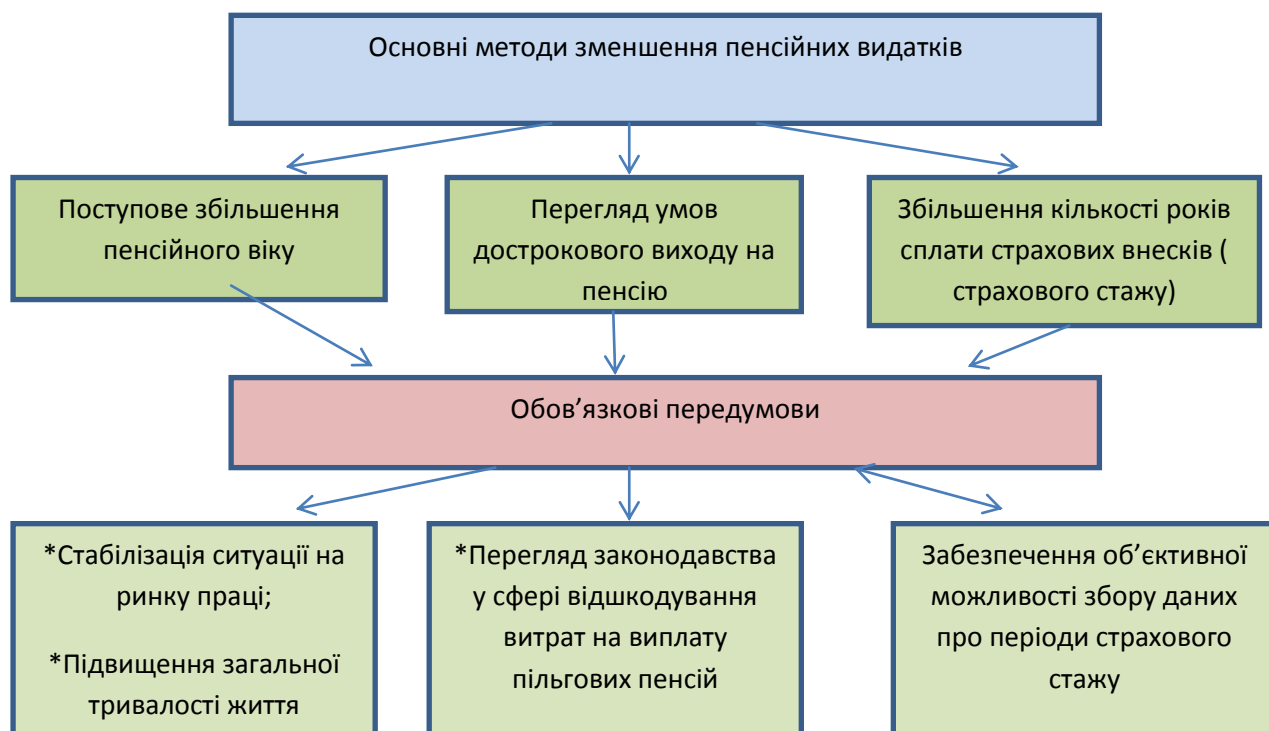 Основні методи зменшення пенсійних видатків
Поступове збільшення
пенсійного віку
Перегляд умов
дострокового виходу на
пенсію
Збільшення кількості років
сплати страхових внесків (
страхового стажу)
Обов’язкові передумови
*Стабілізація ситуації на
ринку праці;
*Підвищення загальної
тривалості життя
*Перегляд законодавства
у сфері відшкодування
витрат на виплату
пільгових пенсій
Забезпечення об’єктивної
можливості збору даних
про періоди страхового
стажу